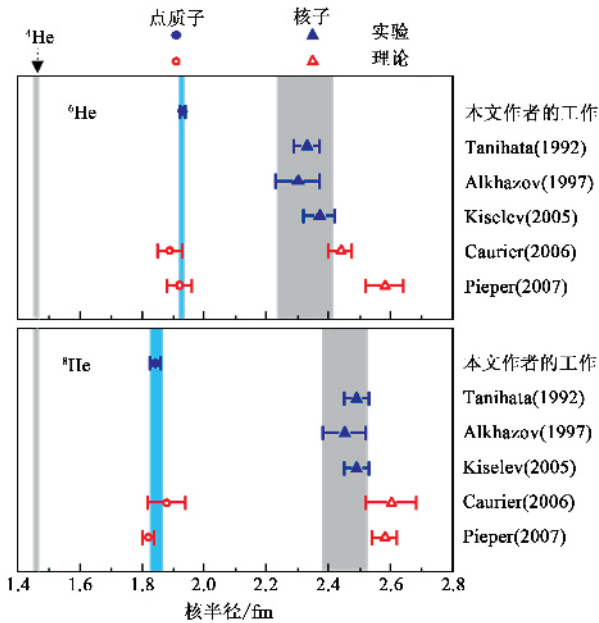 点质子 核子
⁴He 实验
理论
⁶He 本文作者的工作
Tanihata(1992)
Alkhazov(1997)
Kiselev(2005)
Caurier(2006)
Pieper(2007)
⁸He 本文作者的工作
Tanihata(1992)
Alkhazov(1997)
Kiselev(2005)
Caurier(2006)
Pieper(2007)
1.4 1.6 1.8 2.0 2.2 2.4 2.6 2.8
核半径/fm